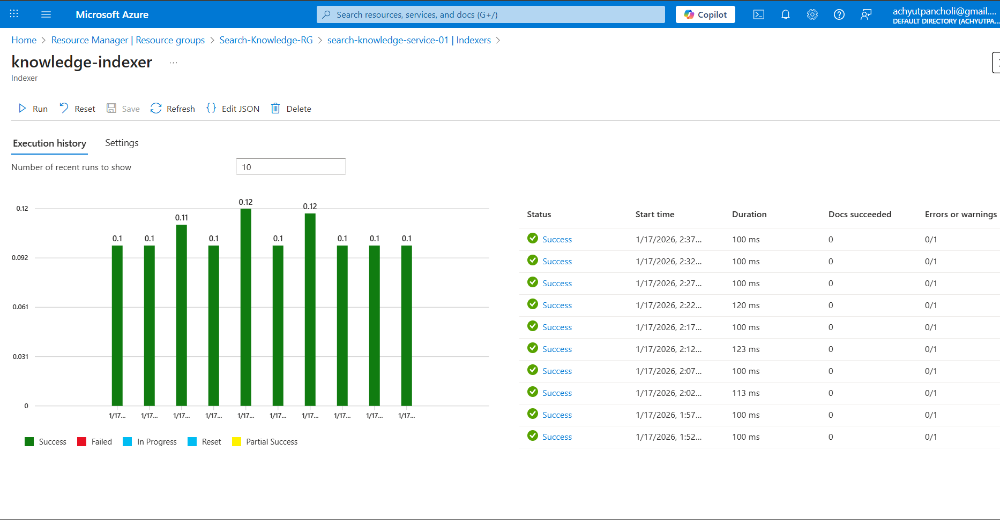 Microsoft Azure
Search resources, services, and docs (G+/)
Copilot
achyutpancholi@gmail....
DEFAULT DIRECTORY (ACHYUTPA...
Home > Resource Manager | Resource groups > Search-Knowledge-RG > search-knowledge-service-01 | Indexers >
knowledge-indexer ...
Indexer
Run Reset Save Refresh {} Edit JSON Delete
Execution history Settings
Number of recent runs to show 10
0.12
0.092
0.061
0.031
0
0.1 0.1 0.11 0.1 0.12 0.1 0.12 0.1 0.1 0.1
1/17... 1/17... 1/17... 1/17... 1/17... 1/17... 1/17... 1/17... 1/17... 1/17...
Success Failed In Progress Reset Partial Success
Status Start time Duration Docs succeeded Errors or warnings
Success 1/17/2026, 2:37... 100 ms 0 0/1
Success 1/17/2026, 2:32... 100 ms 0 0/1
Success 1/17/2026, 2:27... 100 ms 0 0/1
Success 1/17/2026, 2:22... 120 ms 0 0/1
Success 1/17/2026, 2:17... 100 ms 0 0/1
Success 1/17/2026, 2:12... 123 ms 0 0/1
Success 1/17/2026, 2:07... 100 ms 0 0/1
Success 1/17/2026, 2:02... 113 ms 0 0/1
Success 1/17/2026, 1:57... 100 ms 0 0/1
Success 1/17/2026, 1:52... 100 ms 0 0/1